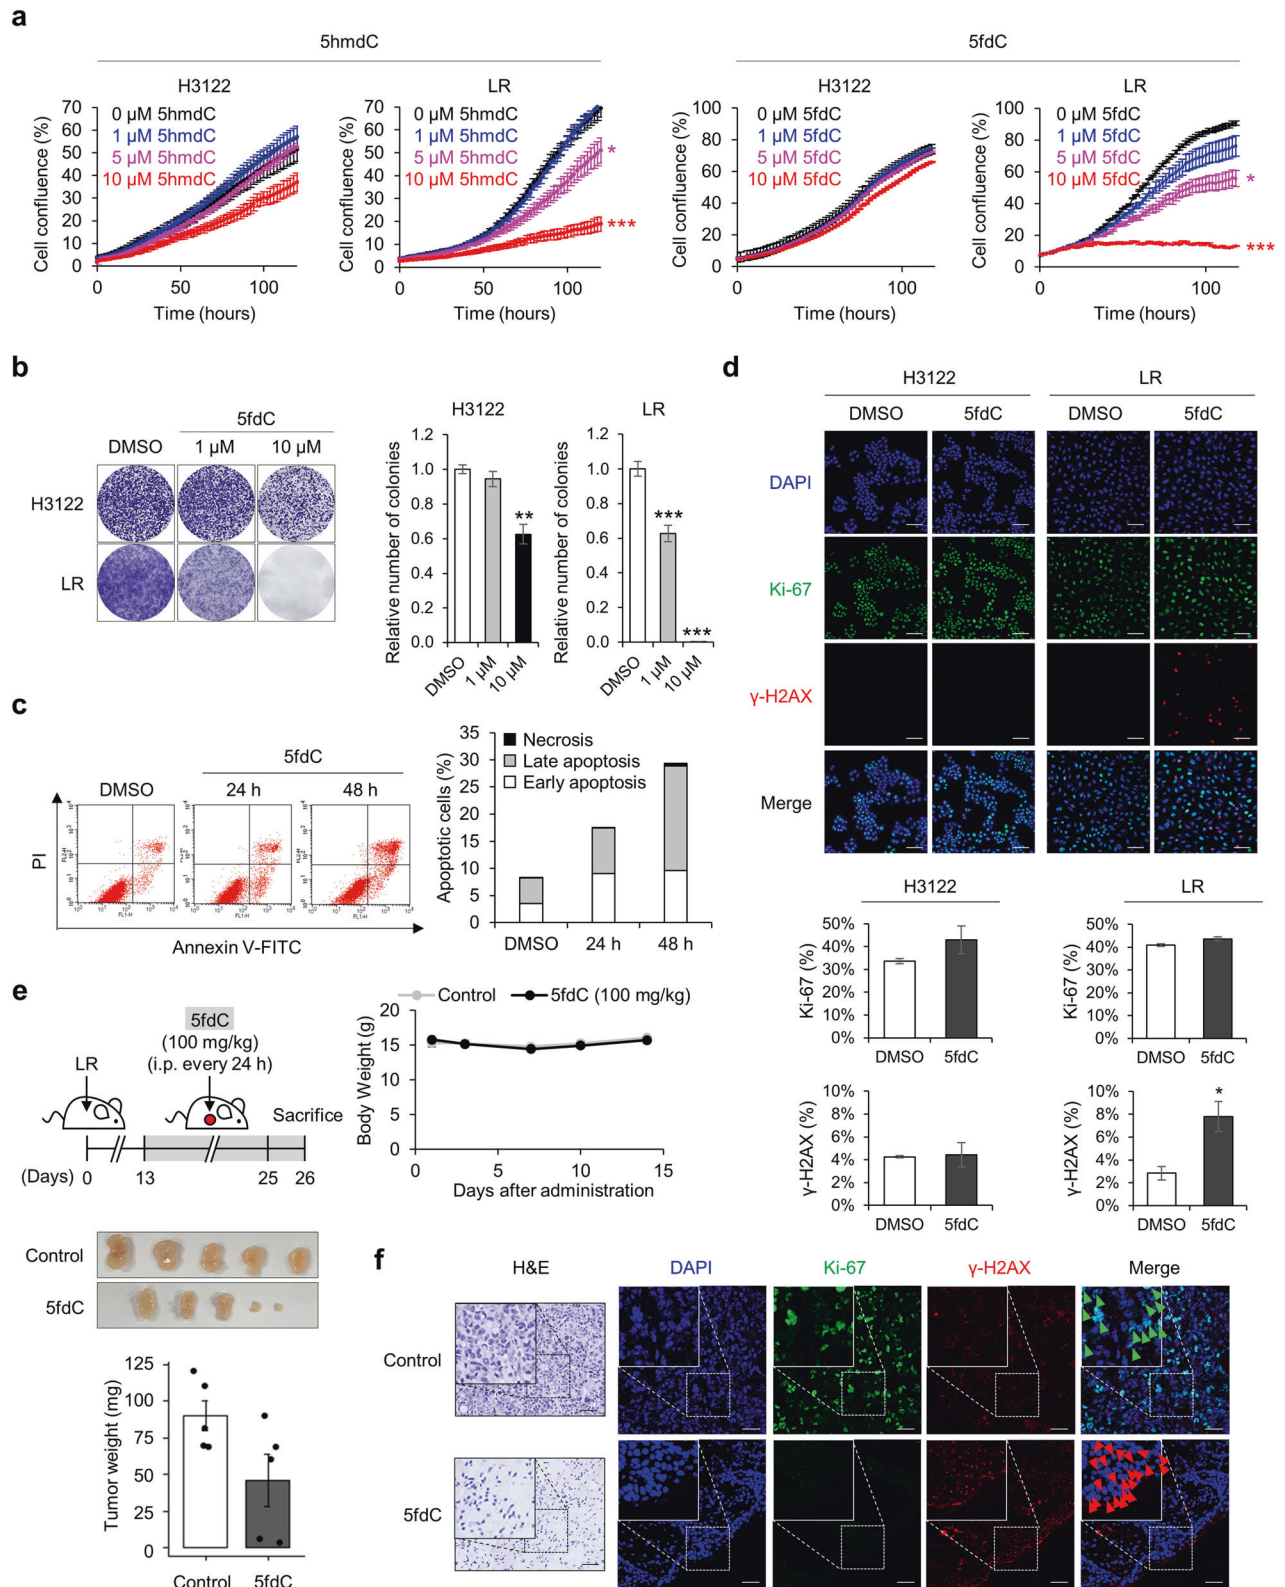 a
5hmdC
5fdC
H3122
LR
H3122
LR
Cell confluence (%)
70
60
50
40
30
20
10
0
0 µM 5hmdC
1 µM 5hmdC
5 µM 5hmdC
10 µM 5hmdC
0
50
100
Time (hours)
Cell confluence (%)
70
60
50
40
30
20
10
0
0 µM 5hmdC
1 µM 5hmdC
5 µM 5hmdC
10 µM 5hmdC
*
***
0
50
100
Time (hours)
Cell confluence (%)
100
80
60
40
20
0
0 µM 5fdC
1 µM 5fdC
5 µM 5fdC
10 µM 5fdC
0
100
Time (hours)
Cell confluence (%)
100
80
60
40
20
0
0 µM 5fdC
1 µM 5fdC
5 µM 5fdC
10 µM 5fdC
*
***
0
100
Time (hours)
b
5fdC
DMSO
1 µM
10 µM
H3122
LR
H3122
Relative number of colonies
1.2
1.0
0.8
0.6
0.4
0.2
0.0
**
DMSO
1 µM
10 µM
LR
Relative number of colonies
1.2
1.0
0.8
0.6
0.4
0.2
0.0
***
***
DMSO
1 µM
10 µM
c
5fdC
DMSO
24 h
48 h
PI
FL2-H
FL1-H
FL2-H
FL1-H
FL2-H
FL1-H
Annexin V-FITC
Apoptotic cells (%)
35
30
25
20
15
10
5
0
Necrosis
Late apoptosis
Early apoptosis
DMSO
24 h
48 h
d
H3122
LR
DMSO
5fdC
DMSO
5fdC
DAPI
Ki-67
γ-H2AX
Merge
H3122
LR
Ki-67 (%)
50%
40%
30%
20%
10%
0%
DMSO
5fdC
Ki-67 (%)
50%
40%
30%
20%
10%
0%
DMSO
5fdC
γ-H2AX (%)
10%
8%
6%
4%
2%
0%
DMSO
5fdC
γ-H2AX (%)
10%
8%
6%
4%
2%
0%
*
DMSO
5fdC
e
5fdC
(100 mg/kg)
(i.p. every 24 h)
LR
Sacrifice
(Days)
0
13
25
26
Control
5fdC (100 mg/kg)
Body Weight (g)
20
15
10
5
0
0
5
10
15
Days after administration
Control
5fdC
Tumor weight (mg)
125
100
75
50
25
0
Control
5fdC
f
H&E
DAPI
Ki-67
γ-H2AX
Merge
Control
5fdC